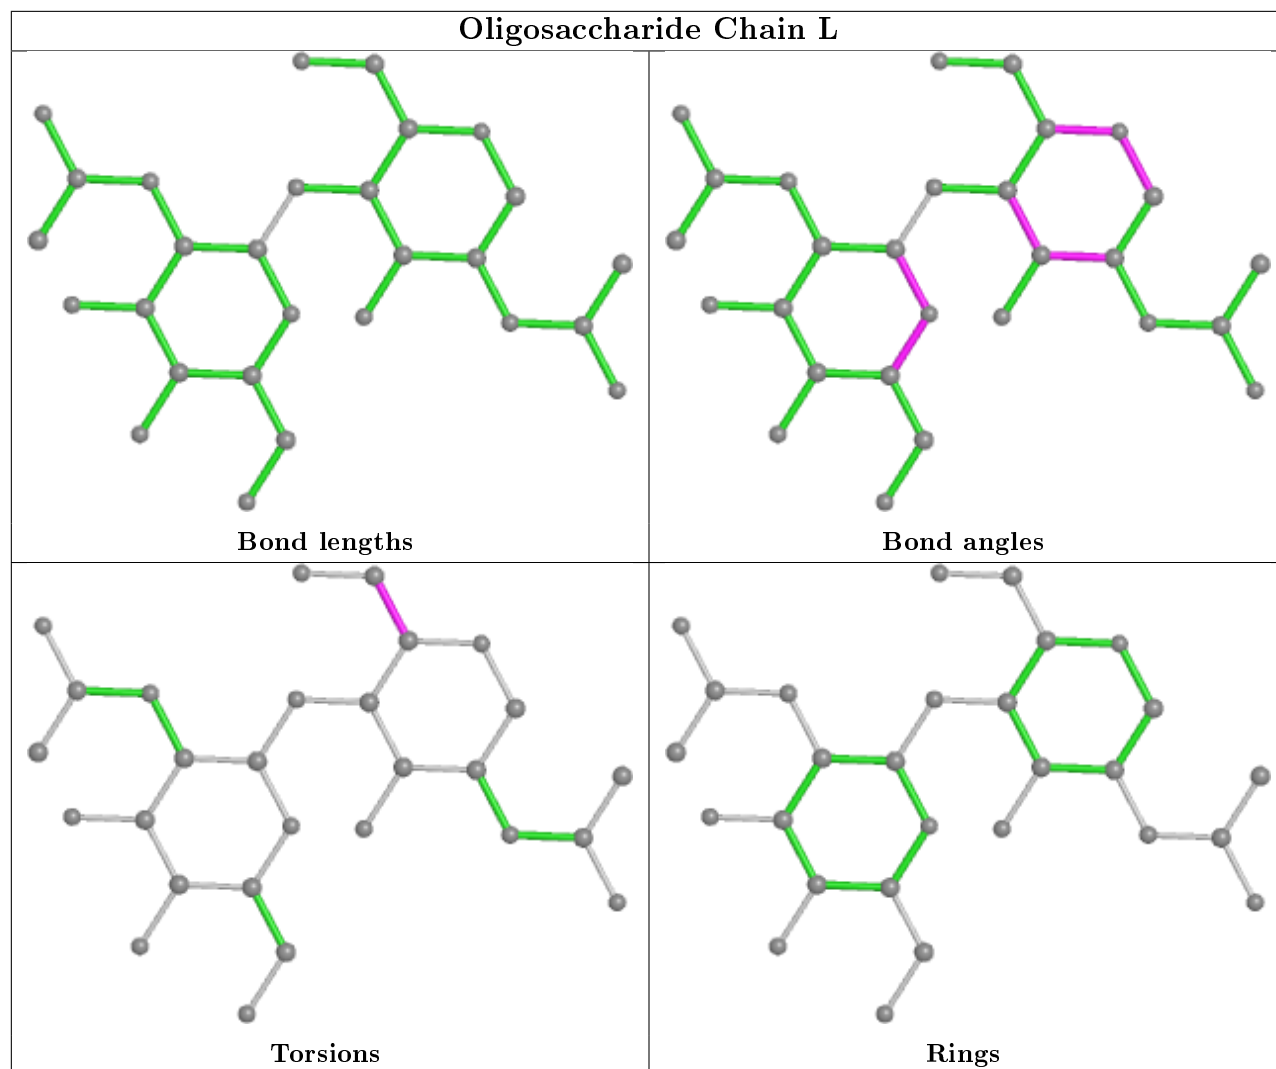 Oligosaccharide Chain L
Bond lengths
Bond angles
Torsions
Rings